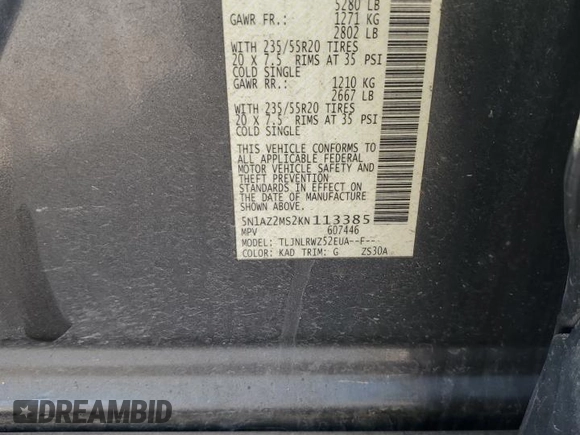 5280 LB
GAWR FR.: 1271 KG
2802 LB
WITH 235/55R20 TIRES
20 x 7.5 RIMS AT 35 PSI
COLD SINGLE
GAWR RR.: 1210 KG
2667 LB
WITH 235/55R20 TIRES
20 x 7.5 RIMS AT 35 PSI
COLD SINGLE
THIS VEHICLE CONFORMS TO
ALL APPLICABLE FEDERAL
MOTOR VEHICLE SAFETY AND
THEFT PREVENTION
STANDARDS IN EFFECT ON
THE DATE OF MANUFACTURE
SHOWN ABOVE.
5N1AZ2MS2KN113385
MPV 607446
MODEL: TLJNLRWZ52EUA--F--
COLOR: KAD TRIM: G ZS30A
DREAMBID